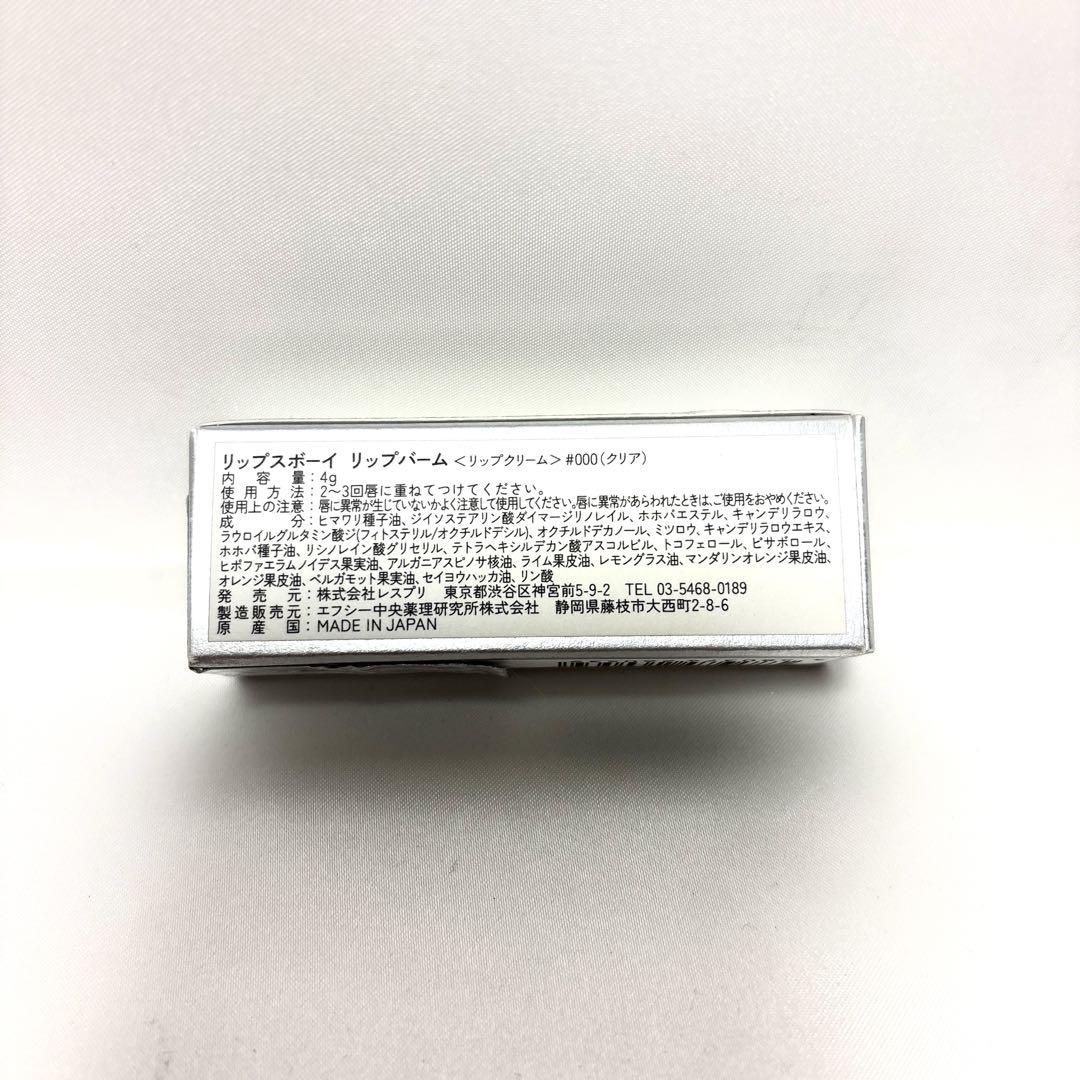 リップスボーイ リップバーム <リップクリーム> #000(クリア)
内容量:4g
使用方法:2~3回唇に重ねてつけてください。
使用上の注意:唇に異常が生じていないかよく注意して使用してください。唇に異常があらわれたときは、ご使用をおやめください。
成分:ヒマワリ種子油、ジイソステアリン酸ダイマージリノレイル、ホホバエステル、キャンデリラロウ、
ラウロイルグルタミン酸ジ(フィトステリル/オクチルドデシル)、オクチルドデカノール、ミツロウ、キャンデリラロウエキス、
ホホバ種子油、リシノレイン酸グリセリル、テトラヘキシルデカン酸アスコルビル、トコフェロール、ビサボロール、
ヒポファエラムノイデス果実油、アルガニアスピノサ核油、ライム果皮油、レモングラス油、マンダリンオレンジ果皮油、
オレンジ果皮油、ベルガモット果実油、セイヨウハッカ油、リン酸
発売元:株式会社レスプリ 東京都渋谷区神宮前5-9-2 TEL 03-5468-0189
製造販売元:エフシー中央薬理研究所株式会社 静岡県藤枝市大西町2-8-6
原産国:MADE IN JAPAN